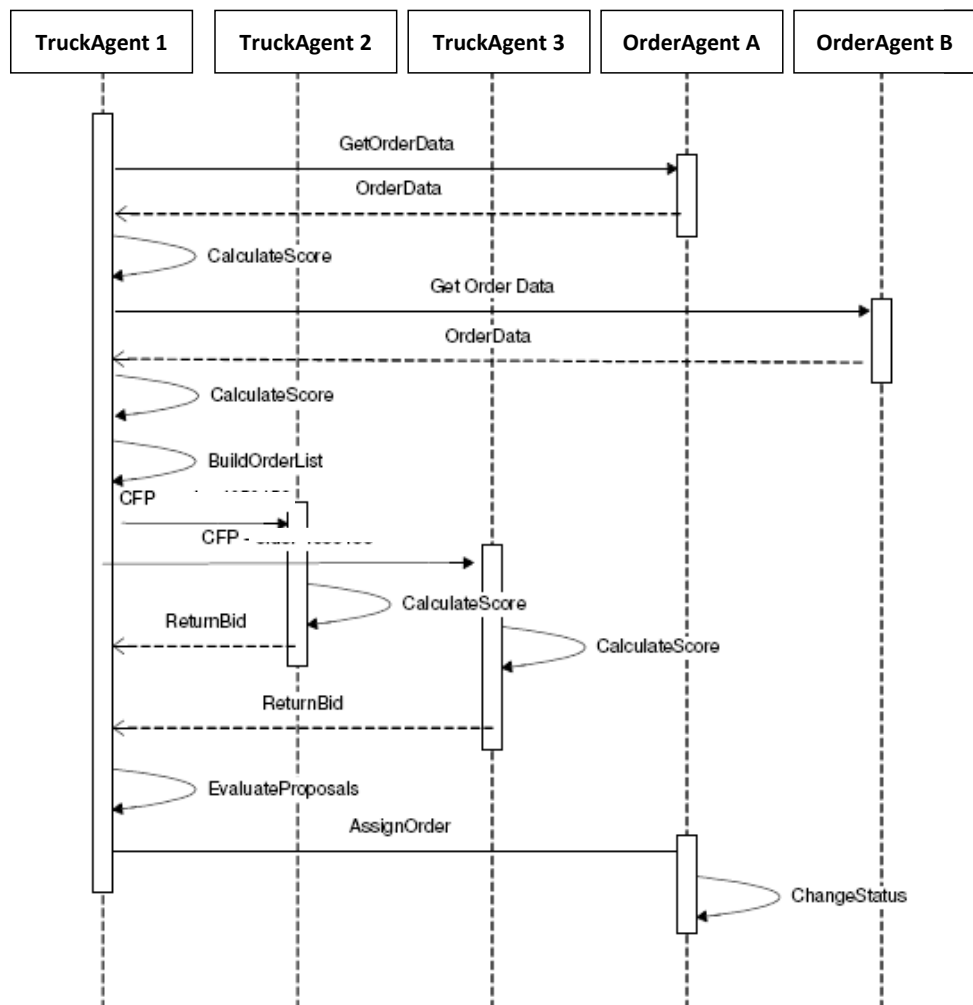 TruckAgent 1
TruckAgent 2
TruckAgent 3
OrderAgent A
OrderAgent B
GetOrderData
OrderData
CalculateScore
Get Order Data
OrderData
CalculateScore
BuildOrderList
CFP
CFP -
CalculateScore
ReturnBid
CalculateScore
ReturnBid
EvaluateProposals
AssignOrder
ChangeStatus